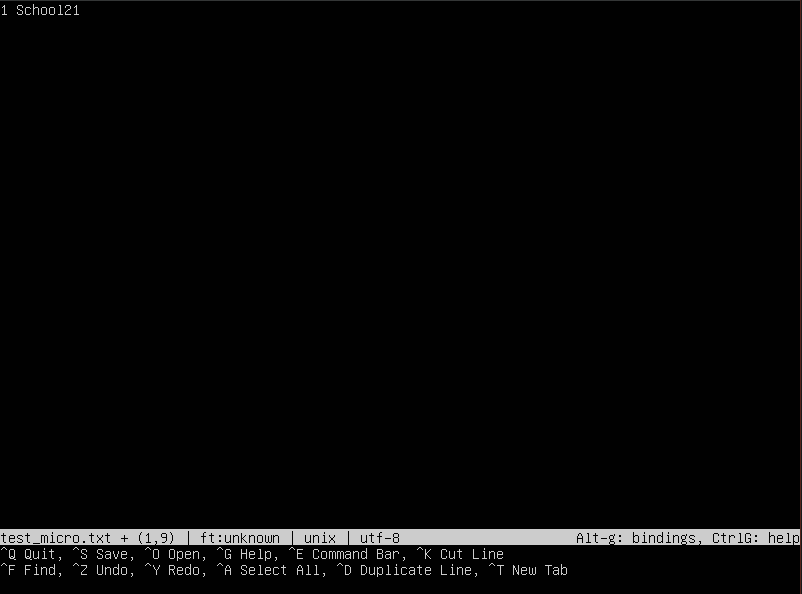 1 School21
test_micro.txt + (1,9) | ft:unknown | unix | utf-8 Alt-g: bindings, CtrlG: help
^Q Quit, ^S Save, ^O Open, ^G Help, ^E Command Bar, ^K Cut Line
^F Find, ^Z Undo, ^Y Redo, ^A Select All, ^D Duplicate Line, ^T New Tab